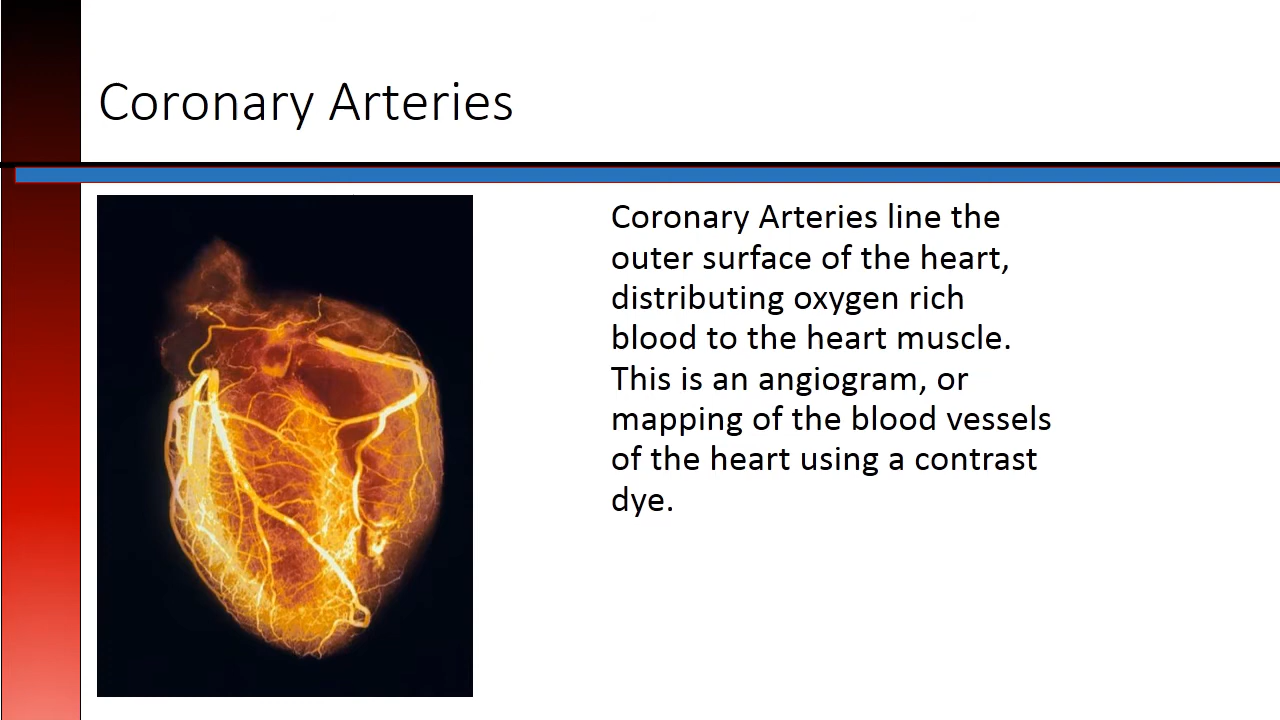 Coronary Arteries
Coronary Arteries line the
outer surface of the heart,
distributing oxygen rich
blood to the heart muscle.
This is an angiogram, or
mapping of the blood vessels
of the heart using a contrast
dye.